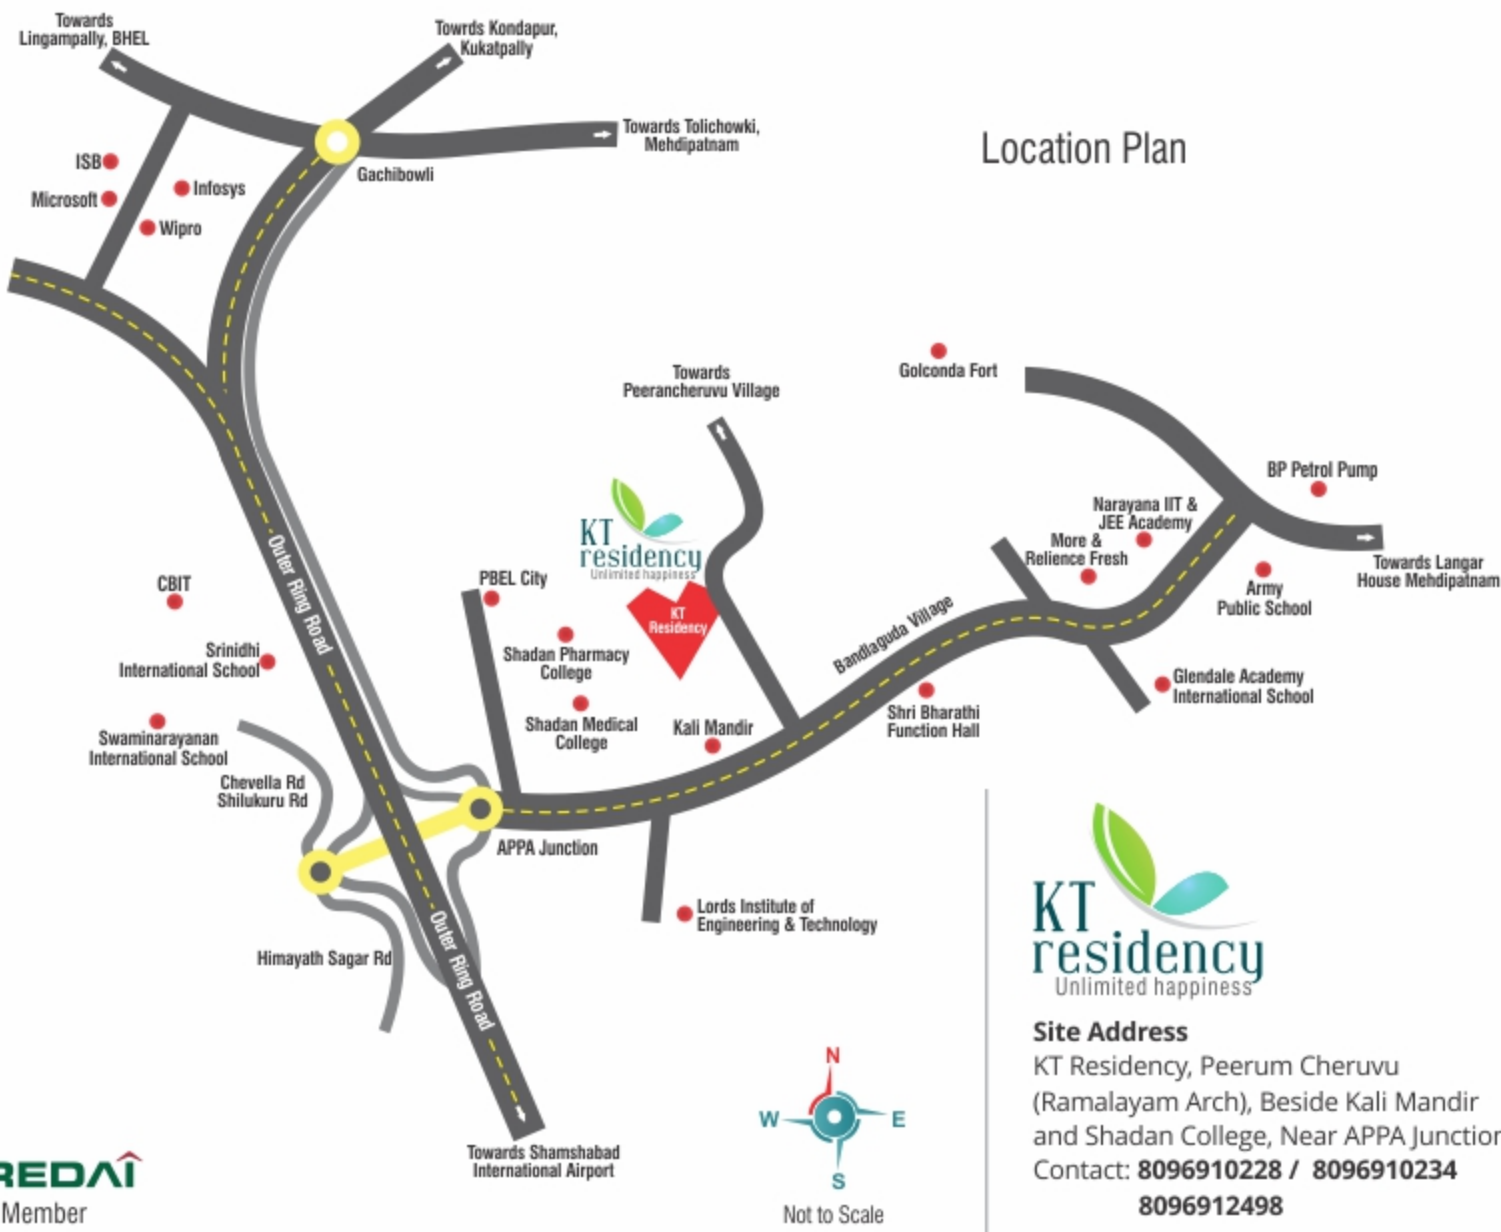 Towards
Lingampally, BHEL
Towrds Kondapur,
Kukatpally
Towards Tolichowki,
Mehdipatnam
Location Plan
ISB
Infosys
Microsoft
Wipro
Gachibowli
Towards
Peerancheruvu Village
Golconda Fort
BP Petrol Pump
Narayana IIT &
JEE Academy
More &
Relience Fresh
Towards Langar
House Mehdipatnam
Army
Public School
KT
residency
Unlimited happiness
KT
Residency
PBEL City
CBIT
Outer Ring Road
Srinidhi
International School
Shadan Pharmacy
College
Bandlaguda Village
Glendale Academy
International School
Swaminarayanan
International School
Shadan Medical
College
Kali Mandir
Shri Bharathi
Function Hall
Chevella Rd
Shilukuru Rd
APPA Junction
Lords Institute of
Engineering & Technology
Himayath Sagar Rd
Outer Ring Road
Towards Shamshabad
International Airport
N
W
E
S
Not to Scale
REDAI
Member
KT
residency
Unlimited happiness
Site Address
KT Residency, Peerum Cheruvu
(Ramalayam Arch), Beside Kali Mandir
and Shadan College, Near APPA Junction
Contact: 8096910228 / 8096910234
8096912498